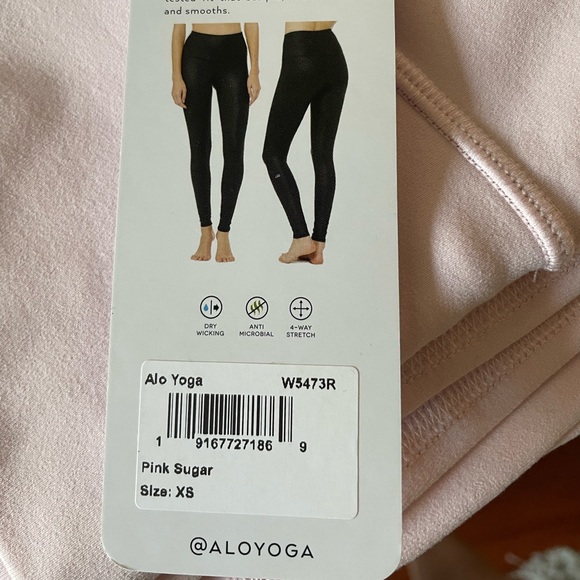 and smooths.
DRY
WICKING
ANTI
MICROBIAL
4-WAY
STRETCH
Alo Yoga W5473R
1 9167727186 9
Pink Sugar
Size: XS
@ALOYOGA